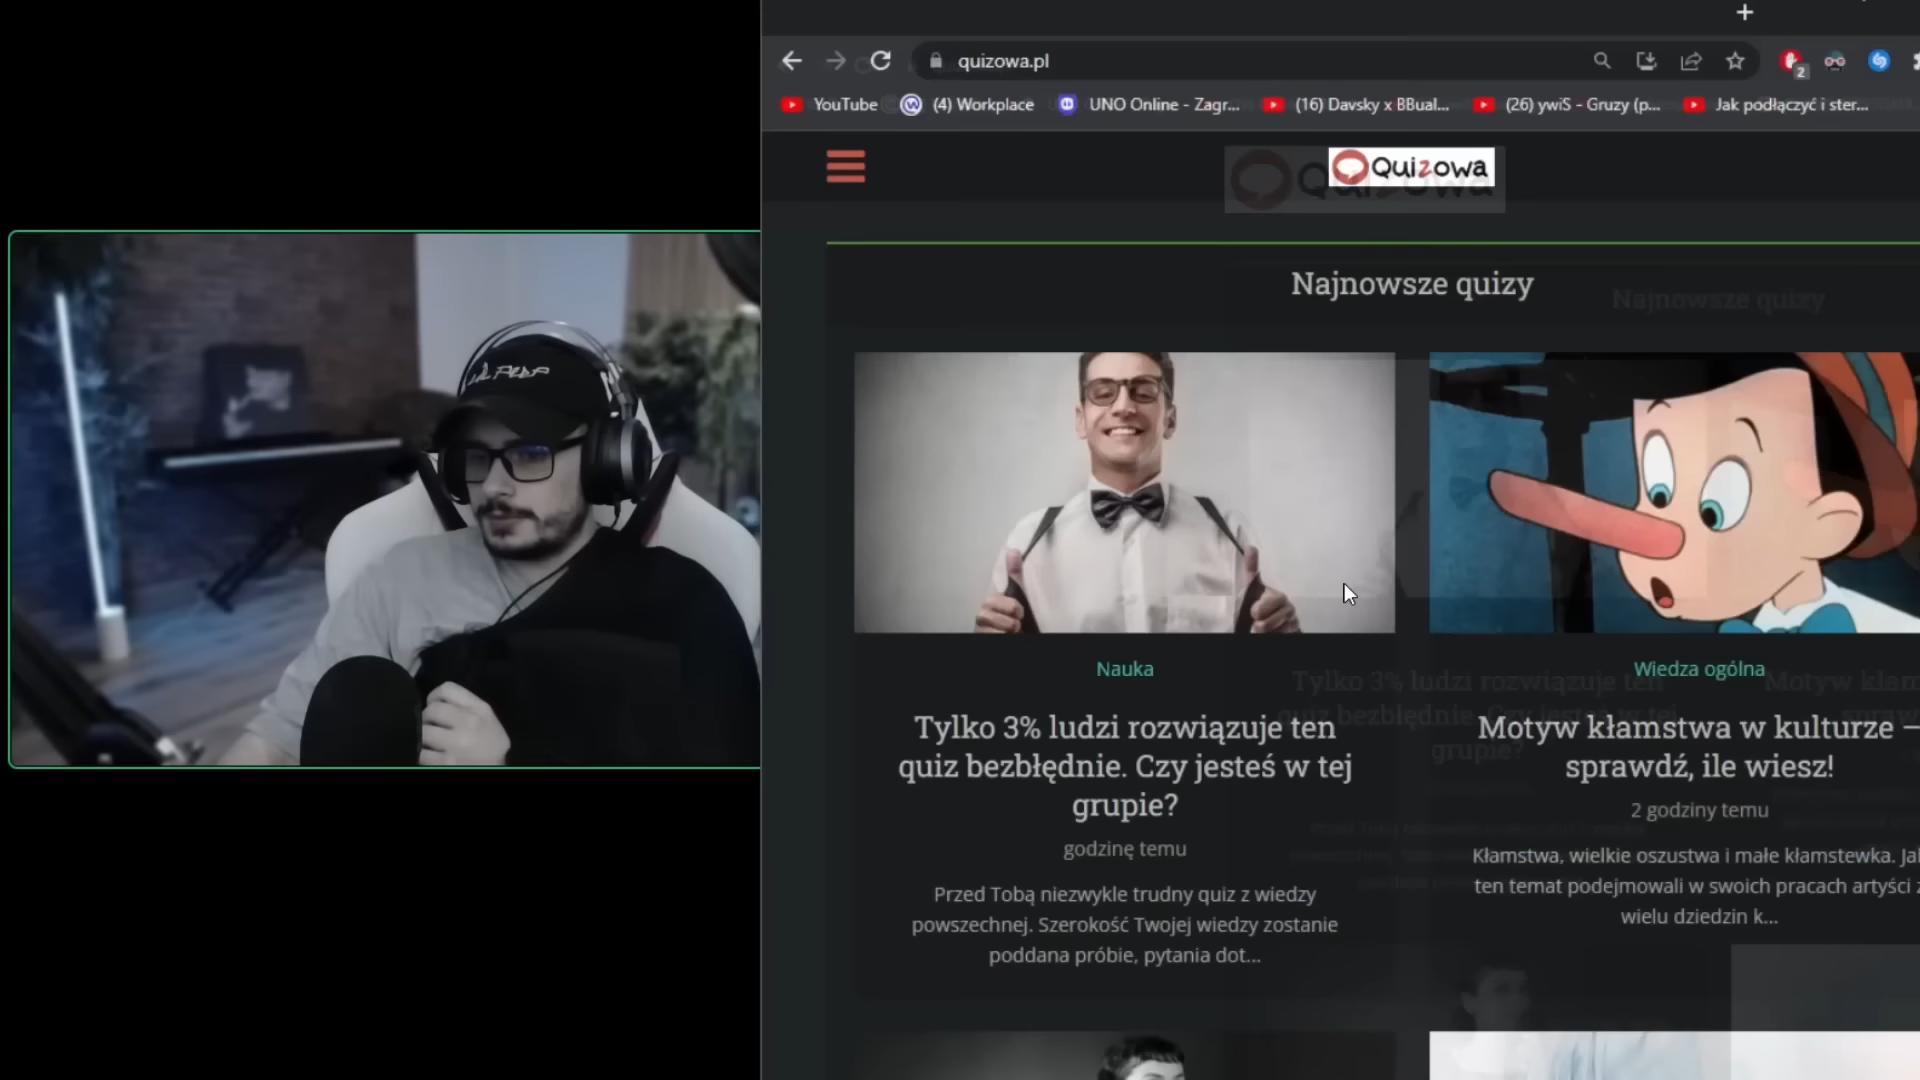 quizowa.pl
2
YouTube
(4) Workplace
UNO Online - Zagr...
(16) Davsky x BBual...
(26) ywiS - Gruzy (p...
Jak podłączyć i ster...
Quizowa
Najnowsze quizy
Nauka
Tylko 3% ludzi rozwiązuje ten
quiz bezbłędnie. Czy jesteś w tej
grupie?
godzinę temu
Przed Tobą niezwykle trudny quiz z wiedzy
powszechnej. Szerokość Twojej wiedzy zostanie
poddana próbie, pytania dot...
Wiedza ogólna
Motyw kłamstwa w kulturze –
sprawdź, ile wiesz!
2 godziny temu
Kłamstwa, wielkie oszustwa i małe kłamstewka.
ten temat podejmowali w swoich pracach artyści z
wielu dziedzin k...